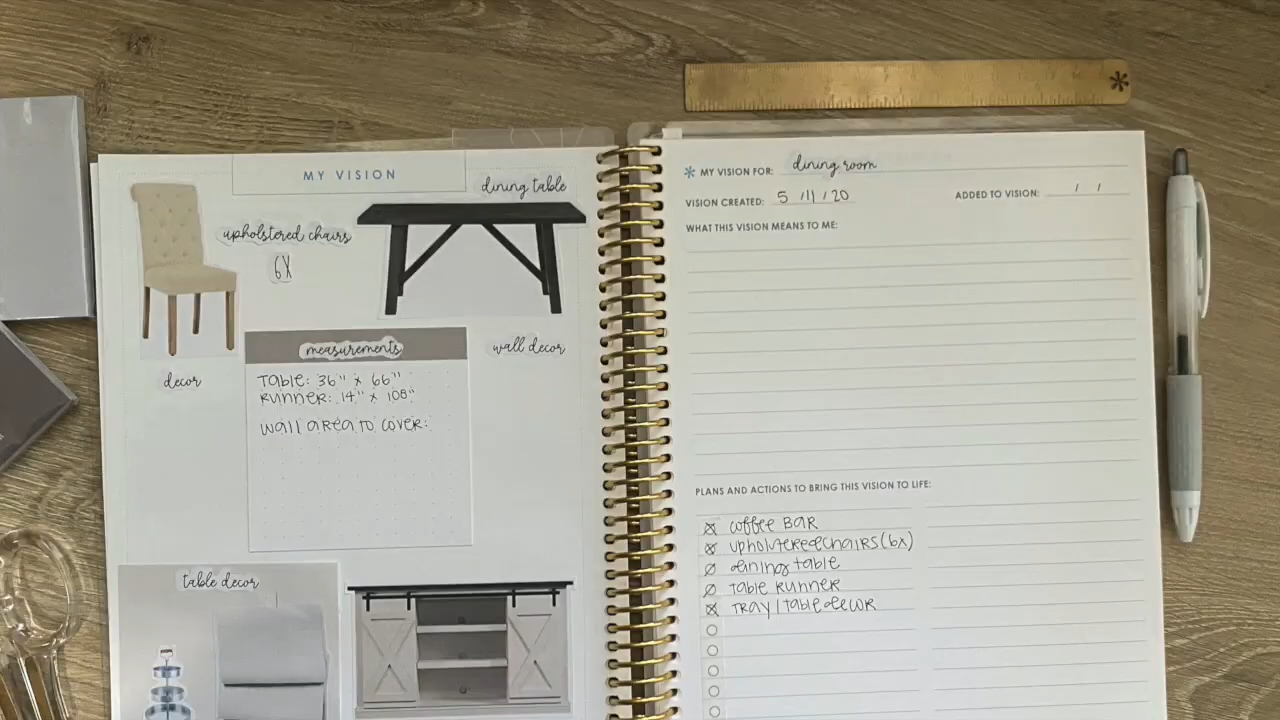 MY VISION
dining table
upholstered chairs
6X
measurements
wall decor
decor
Table: 36" x 66"
Runner: 14" x 108"
wall area to cover:
table decor
* MY VISION FOR: dining room
VISION CREATED: 5 / 11 / 20 ADDED TO VISION: / /
WHAT THIS VISION MEANS TO ME:
PLANS AND ACTIONS TO BRING THIS VISION TO LIFE:
coffee BAR
upholstered chairs (6x)
dining table
Table Runner
TRAY / Table decor